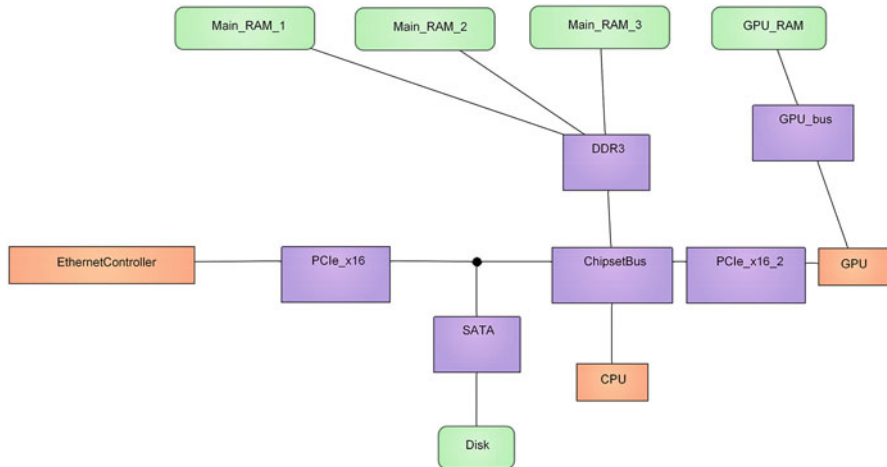 Main_RAM_1
Main_RAM_2
Main_RAM_3
GPU_RAM
GPU_bus
DDR3
EthernetController
PCIe_x16
ChipsetBus
PCIe_x16_2
GPU
SATA
CPU
Disk